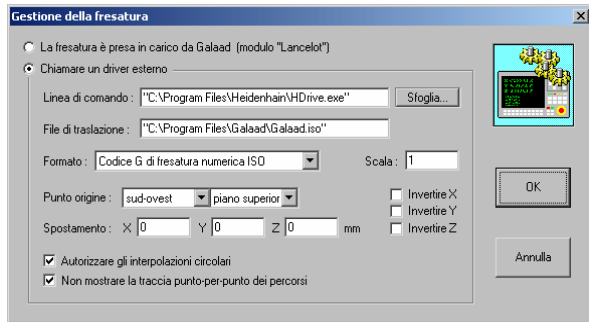 Gestione della fresatura
La fresatura è presa in carico da Galaad (modulo "Lancelot")
Chiamare un driver esterno
Linea di comando : "C:\Program Files\Heidenhain\HDrive.exe" Sfoglia...
File di traslazione : "C:\Program Files\Galaad\Galaad.iso"
Formato : Codice G di fresatura numerica ISO Scala : 1
Punto origine : sud-ovest piano superior Invertire X
Invertire Y
Spostamento : X 0 Y 0 Z 0 mm Invertire Z
Autorizzare gli interpolazioni circolari
Non mostrare la traccia punto-per-punto dei percorsi
OK
Annulla